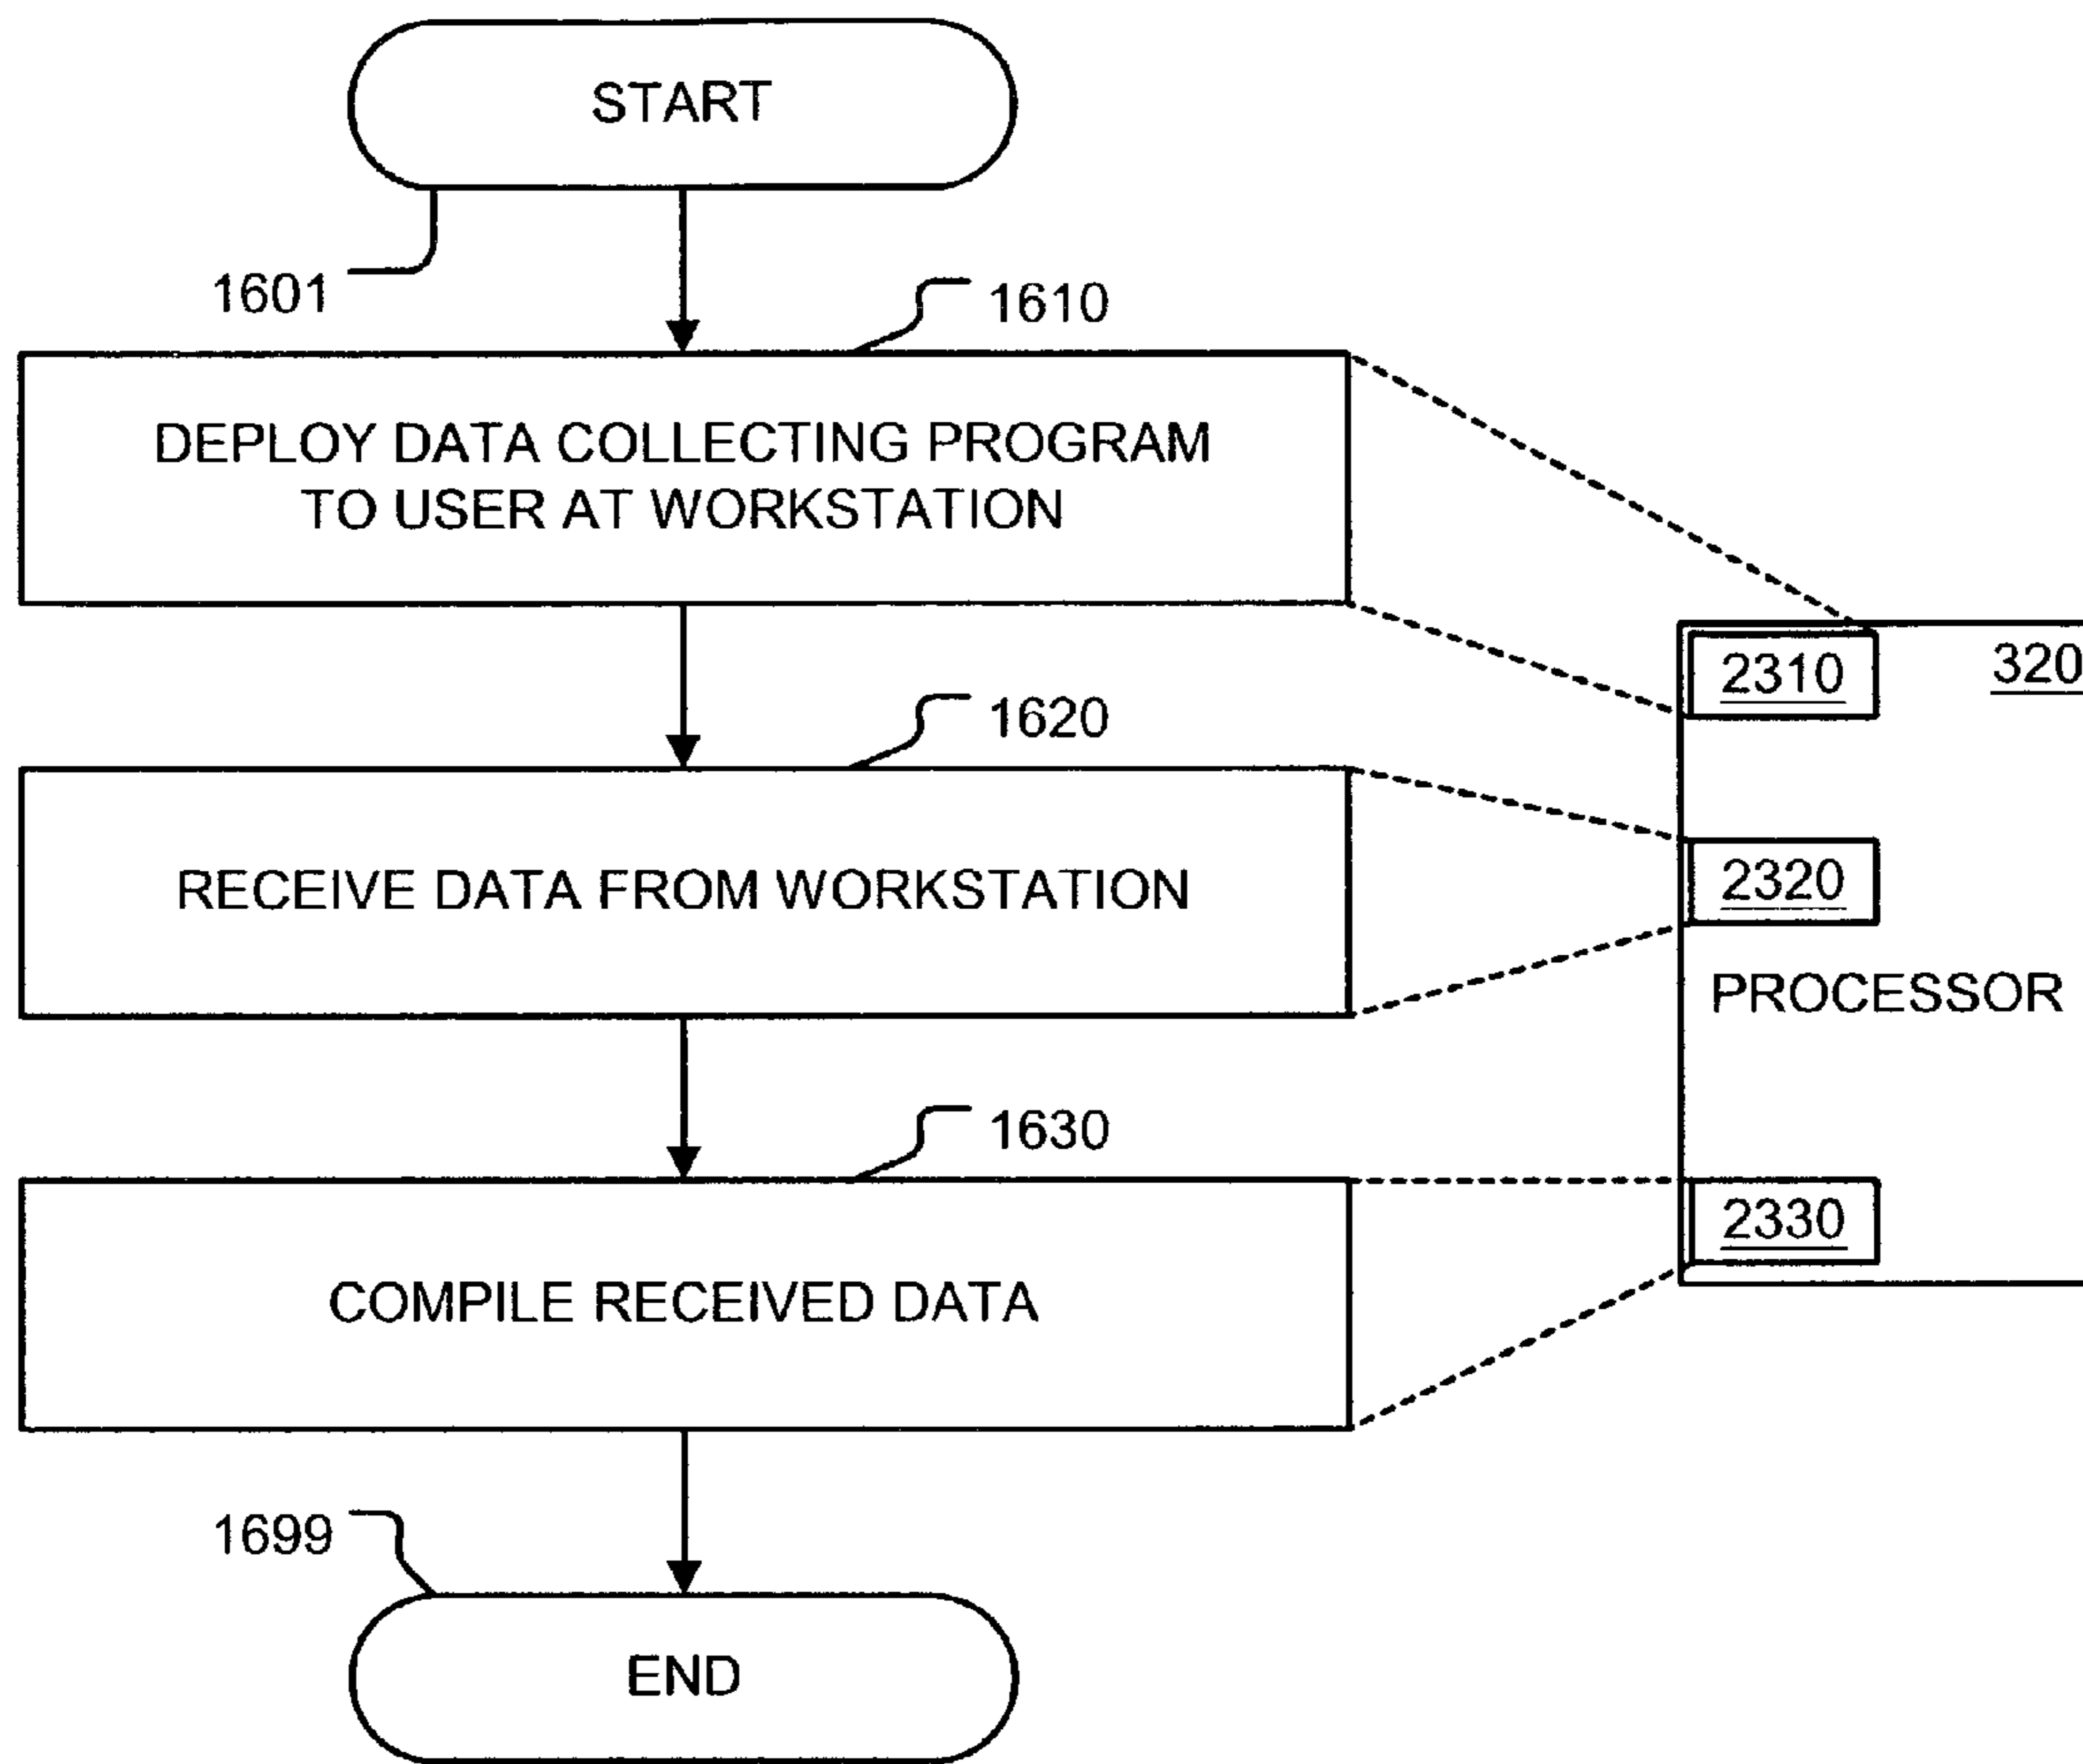 START
1601
1610
DEPLOY DATA COLLECTING PROGRAM
TO USER AT WORKSTATION
2310
320
1620
RECEIVE DATA FROM WORKSTATION
2320
PROCESSOR
1630
COMPILE RECEIVED DATA
2330
1699
END